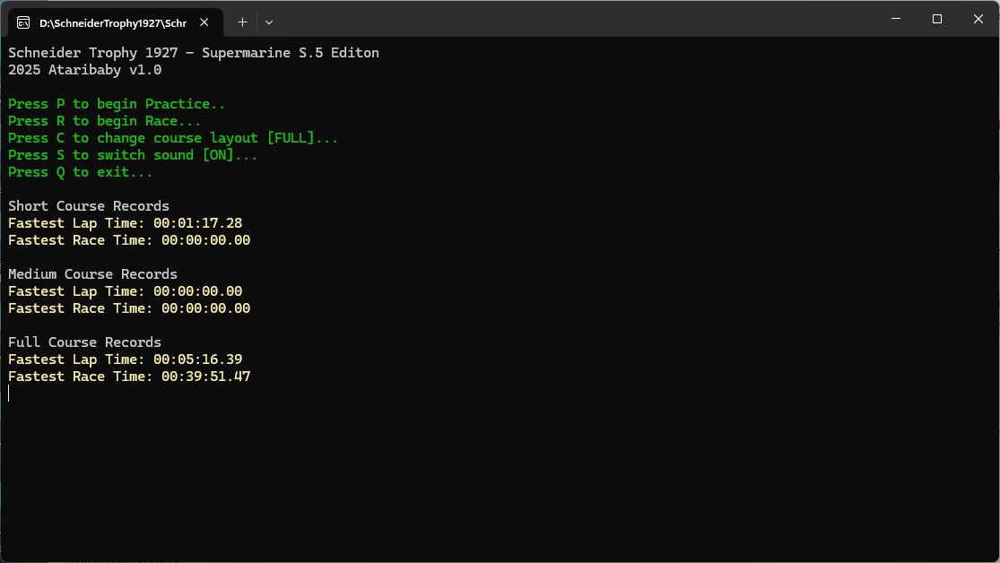 D:\SchneiderTrophy1927\Schr
Schneider Trophy 1927 - Supermarine S.5 Editon
2025 Ataribaby v1.0
Press P to begin Practice..
Press R to begin Race...
Press C to change course layout [FULL]...
Press S to switch sound [ON]...
Press Q to exit...
Short Course Records
Fastest Lap Time: 00:01:17.28
Fastest Race Time: 00:00:00.00
Medium Course Records
Fastest Lap Time: 00:00:00.00
Fastest Race Time: 00:00:00.00
Full Course Records
Fastest Lap Time: 00:05:16.39
Fastest Race Time: 00:39:51.47